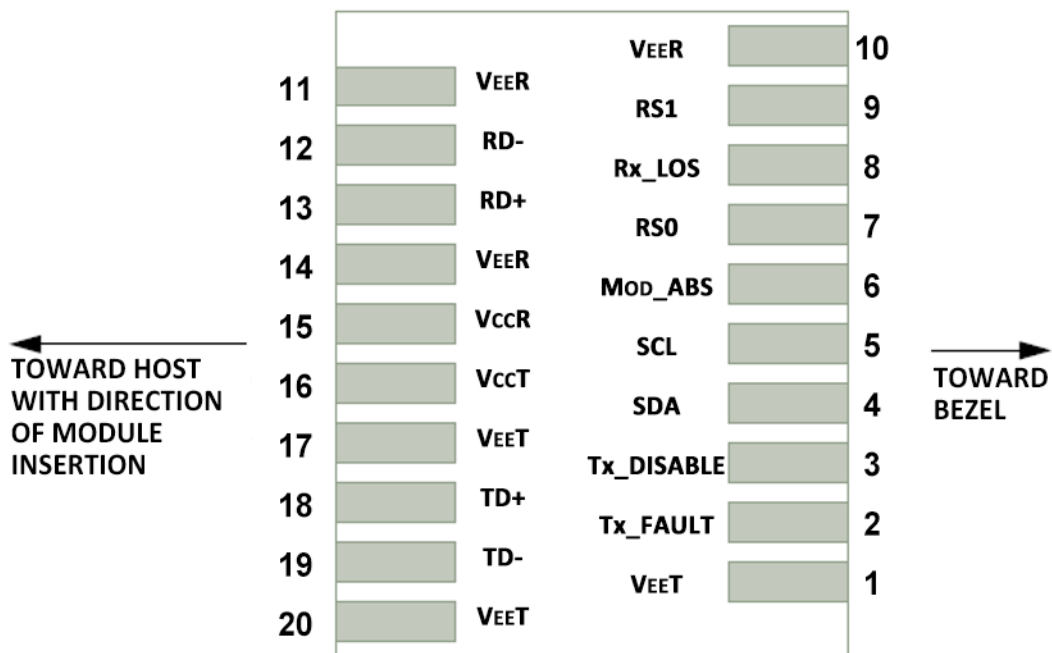 VEER 10
11 VEER
RS1 9
12 RD-
Rx_LOS 8
13 RD+
RS0 7
14 VEER
MOD_ABS 6
15 VCCR
SCL 5
16 VCCT
SDA 4
17 VEET
Tx_DISABLE 3
18 TD+
Tx_FAULT 2
19 TD-
VEET 1
20 VEET
TOWARD HOST
WITH DIRECTION
OF MODULE
INSERTION
TOWARD
BEZEL